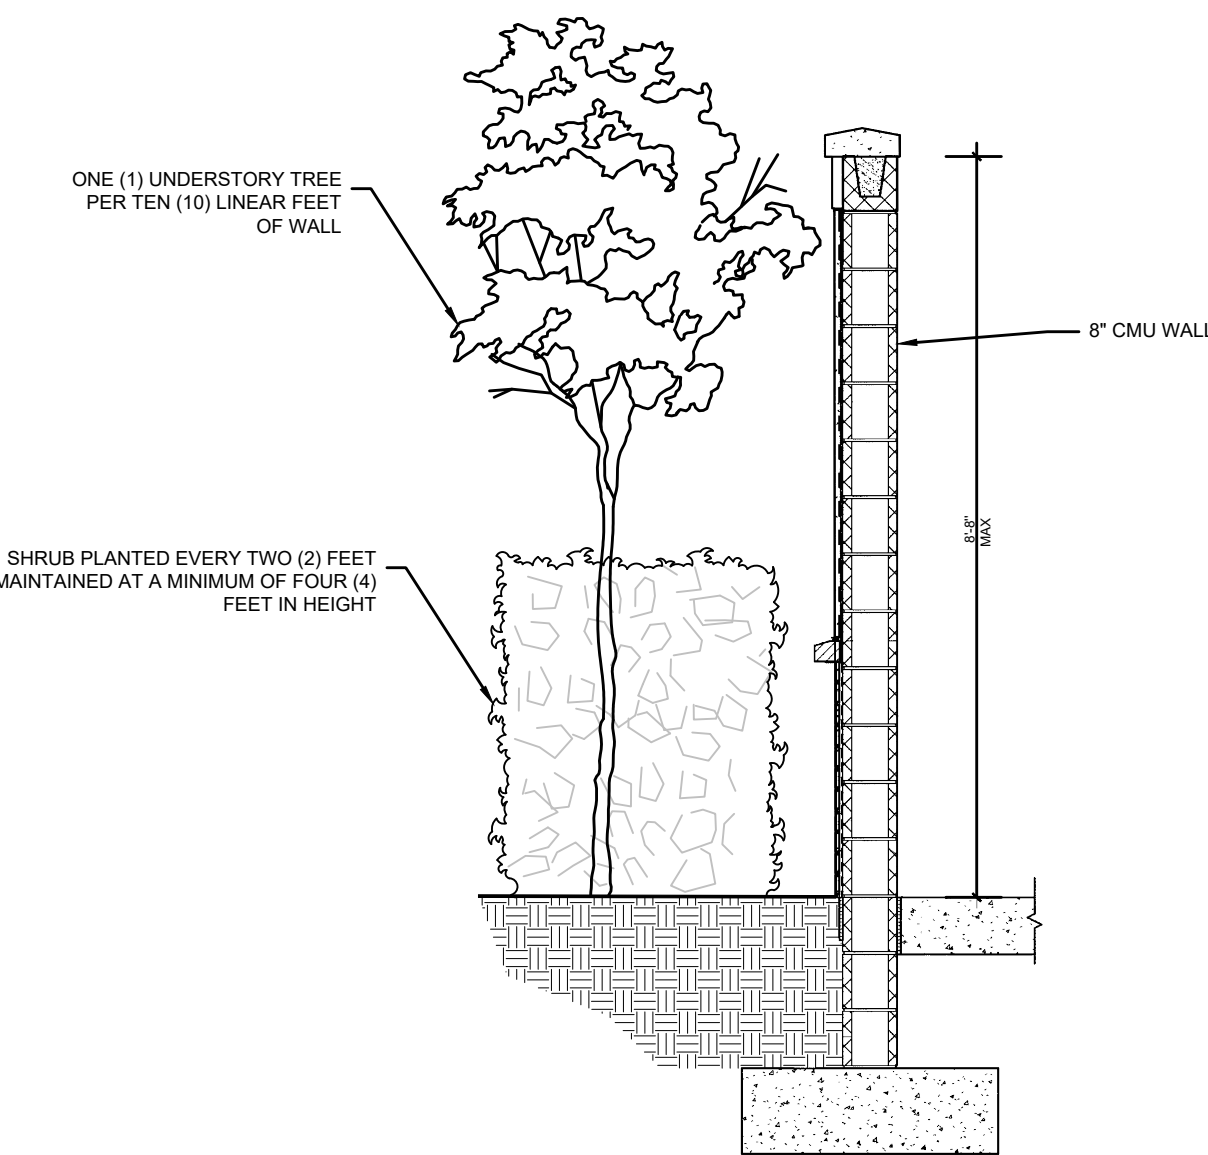 ONE (1) UNDERSTORY TREE
PER TEN (10) LINEAR FEET
OF WALL
8" CMU WALL
8'-8"
MAX
SHRUB PLANTED EVERY TWO (2) FEET
MAINTAINED AT A MINIMUM OF FOUR (4)
FEET IN HEIGHT